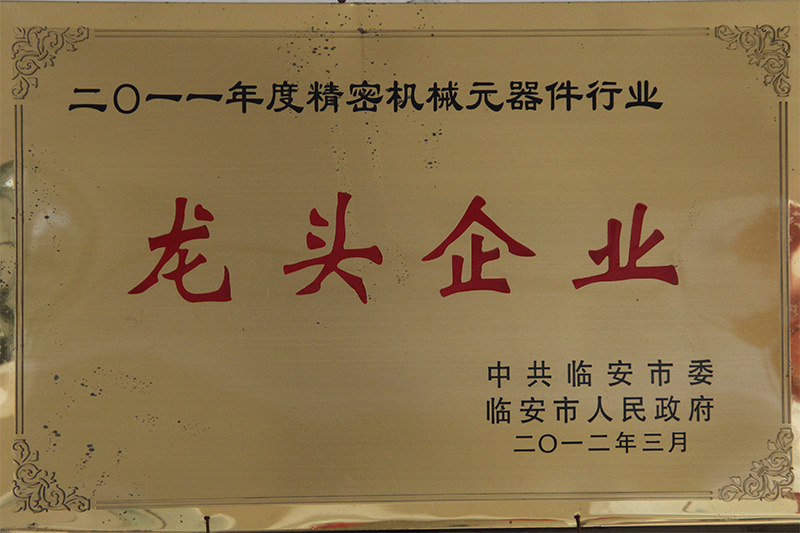 二〇一一年度精密机械元器件行业
龙头企业
中共临安市委
临安市人民政府
二〇一二年三月